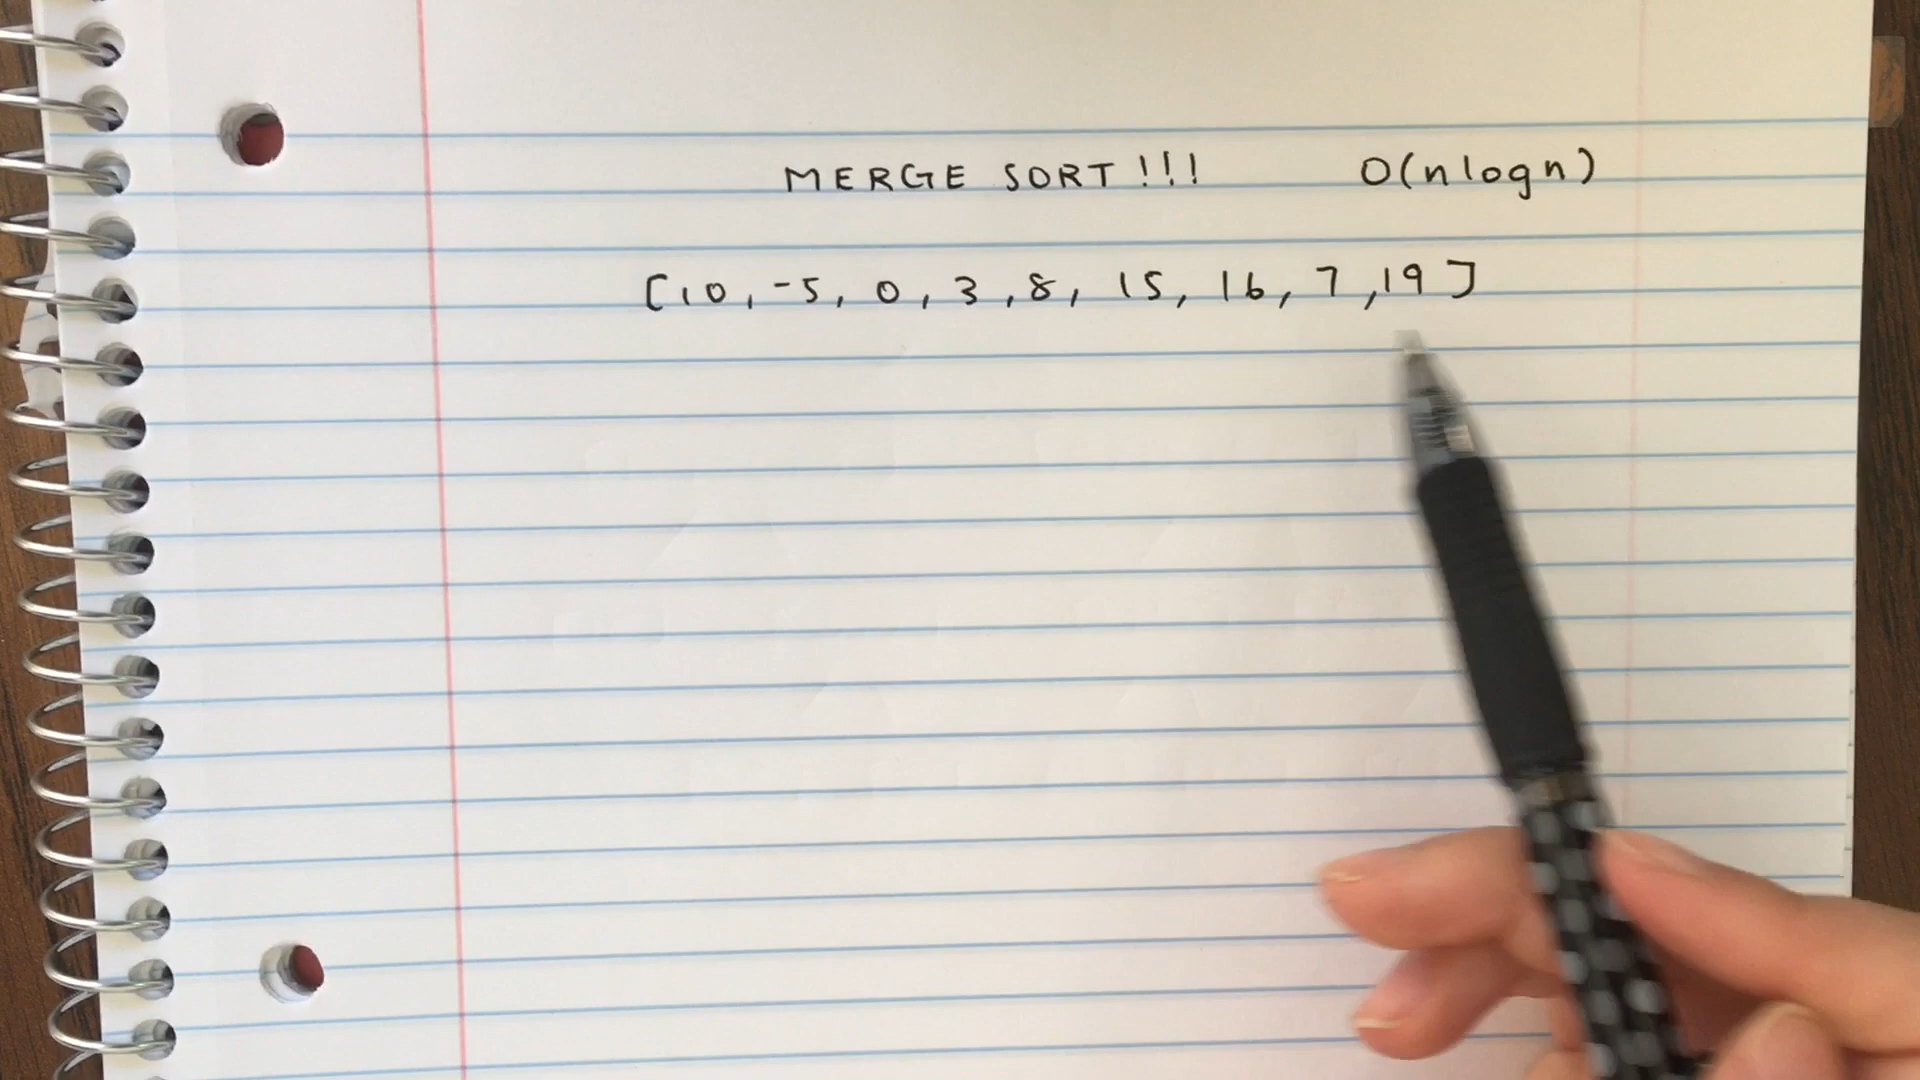 MERGE SORT!!! O(nlogn)
[10, -5, 0, 3, 8, 15, 16, 7, 19]